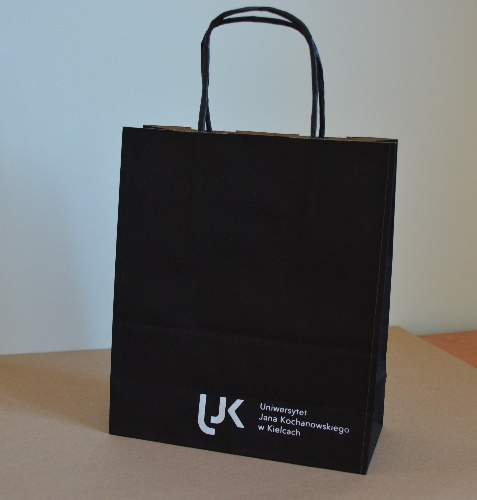 UJK
Uniwersytet
Jana Kochanowskiego
w Kielcach